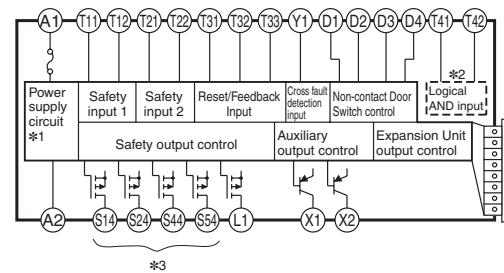 A1 T11 T12 T21 T22 T31 T32 T33 Y1 D1 D2 D3 D4 T41 T42
*2
Power
supply
circuit
*1
Safety
input 1
Safety
input 2
Reset/Feedback
Input
Cross fault
detection
input
Non-contact Door
Switch control
Logical
AND input
Safety output control
Auxiliary
output control
Expansion Unit
output control
A2 S14 S24 S44 S54 L1 X1 X2
*3